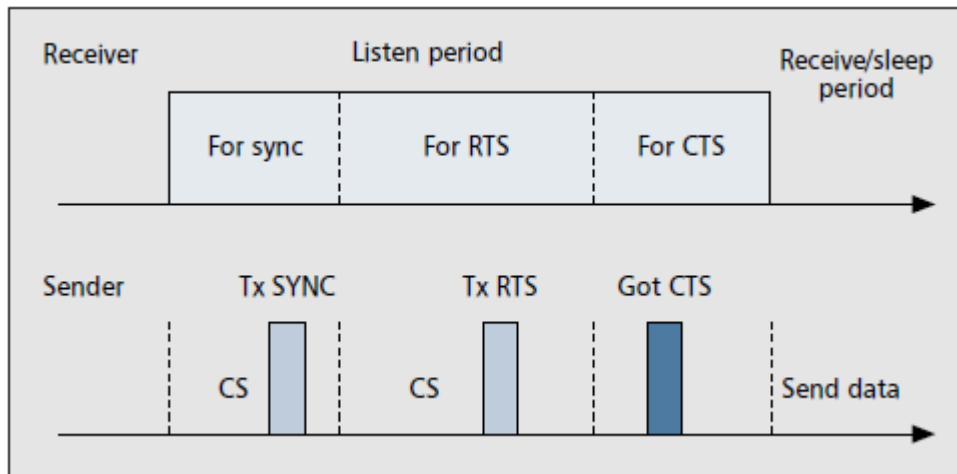 Receiver
Listen period
Receive/sleep
period
For sync
For RTS
For CTS
Sender
Tx SYNC
Tx RTS
Got CTS
CS
CS
Send data